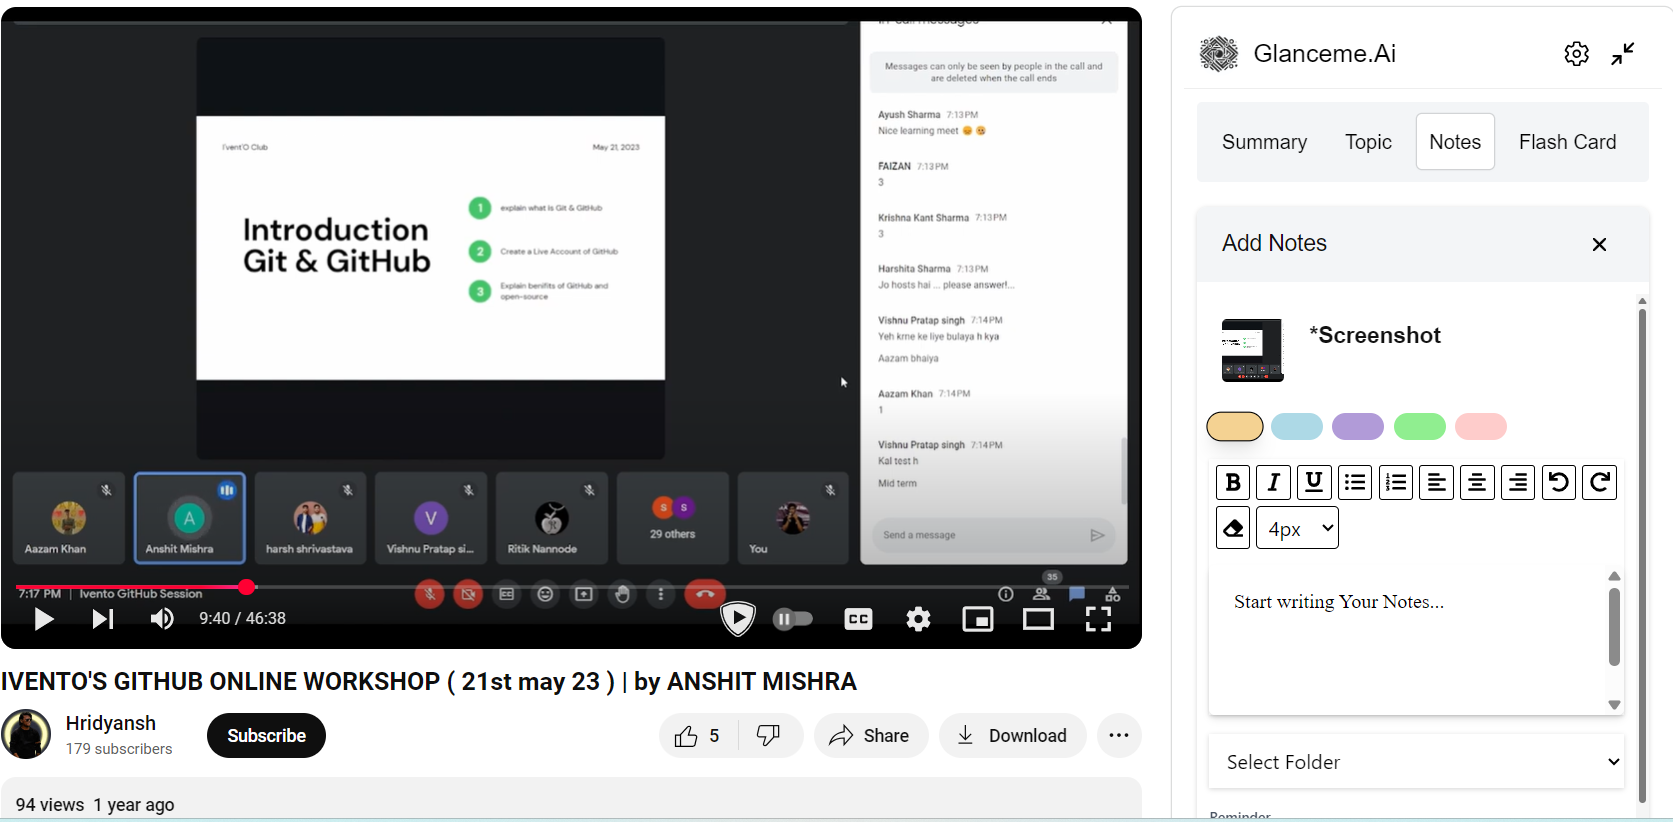 In-call messages
Messages can only be seen by people in the call and
are deleted when the call ends
Ayush Sharma 7:13 PM
Nice learning meet
FAIZAN 7:13 PM
3
Krishna Kant Sharma 7:13 PM
3
Harshita Sharma 7:13 PM
Jo hosts hai ... please answer!...
Vishnu Pratap singh 7:14 PM
Yeh krne ke liye bulaya h kya
Aazam bhaiya
Aazam Khan 7:14 PM
1
Vishnu Pratap singh 7:14 PM
Kal test h
Mid term
Send a message
I'vent'O Club
May 21, 2023
Introduction
Git & GitHub
1 explain what is Git & GitHub
2 Create a Live Account of GitHub
3 Explain benifits of GitHub and
open-source
Aazam Khan
A
Anshit Mishra
harsh shrivastava
V
Vishnu Pratap si...
Ritik Nannode
S S
29 others
You
7:17 PM | Ivento GitHub Session
35
9:40 / 46:38
CC
IVENTO'S GITHUB ONLINE WORKSHOP ( 21st may 23 ) | by ANSHIT MISHRA
Hridyansh
179 subscribers
Subscribe
5
Share
Download
94 views 1 year ago
Glanceme.Ai
Summary
Topic
Notes
Flash Card
Add Notes
*Screenshot
B I U
4px
Start writing Your Notes...
Select Folder
Reminder